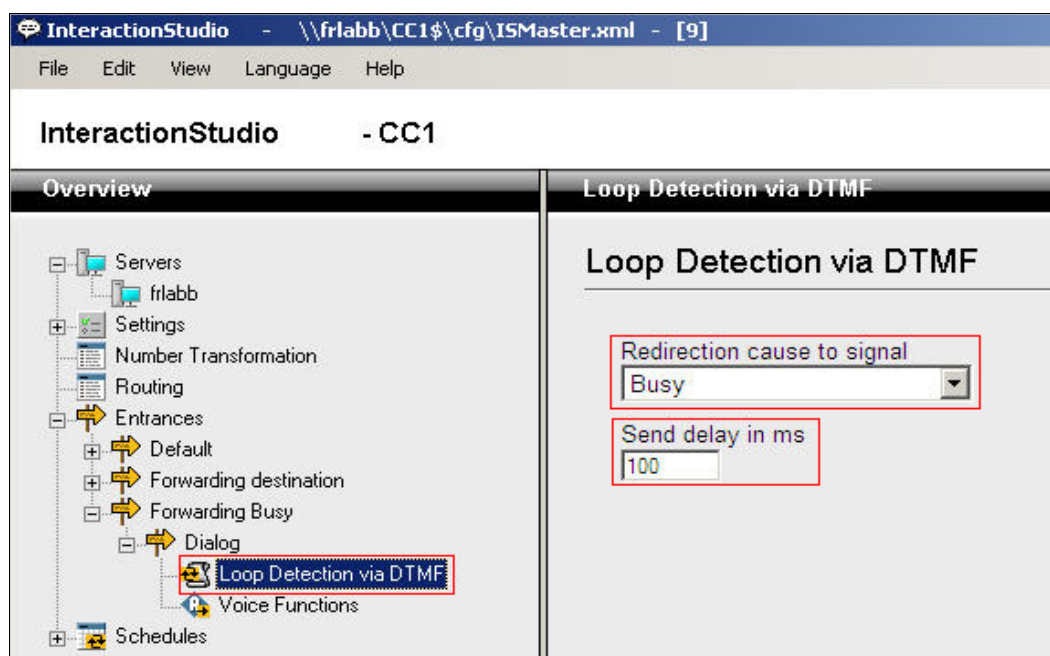 InteractionStudio - \\frlabb\CC1$\cfg\ISMaster.xml - [9]
File Edit View Language Help
InteractionStudio - CC1
Overview
Servers
frlabb
Settings
Number Transformation
Routing
Entrances
Default
Forwarding destination
Forwarding Busy
Dialog
Loop Detection via DTMF
Voice Functions
Schedules
Loop Detection via DTMF
Loop Detection via DTMF
Redirection cause to signal
Busy
Send delay in ms
100